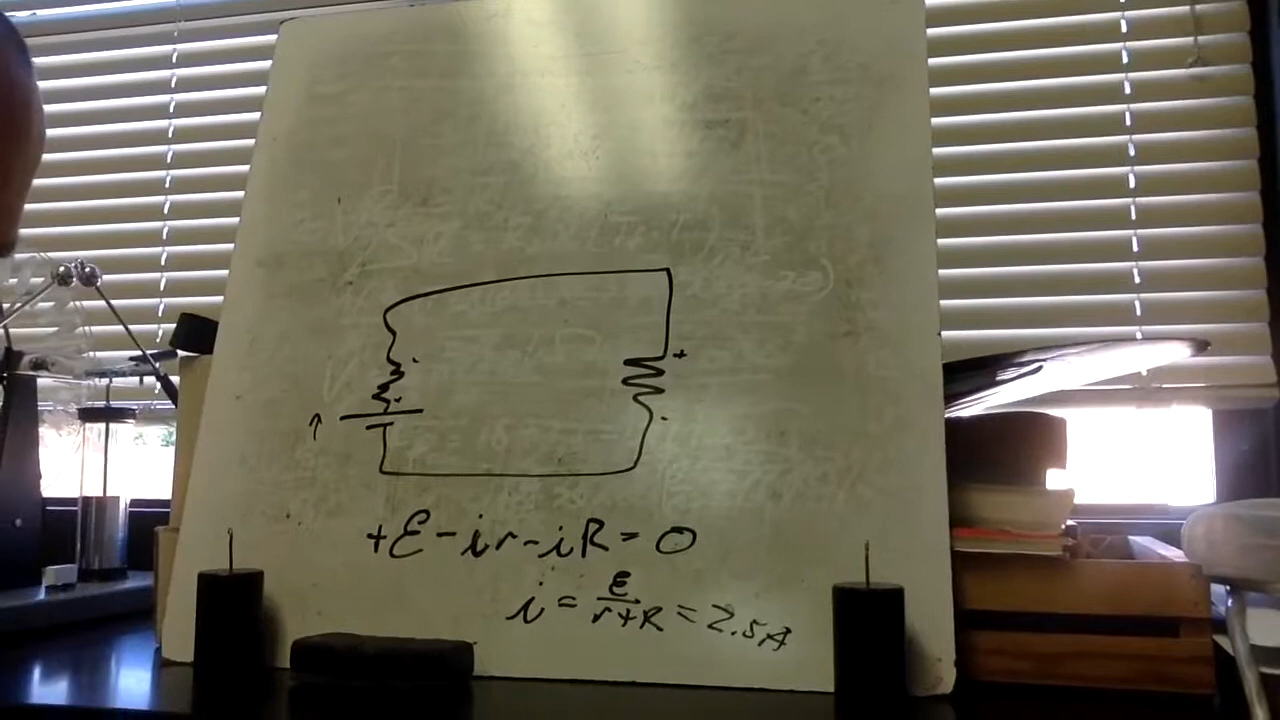 +
-
+ℰ-ir-iR=0
i=ℰ/(r+R)=2.5A